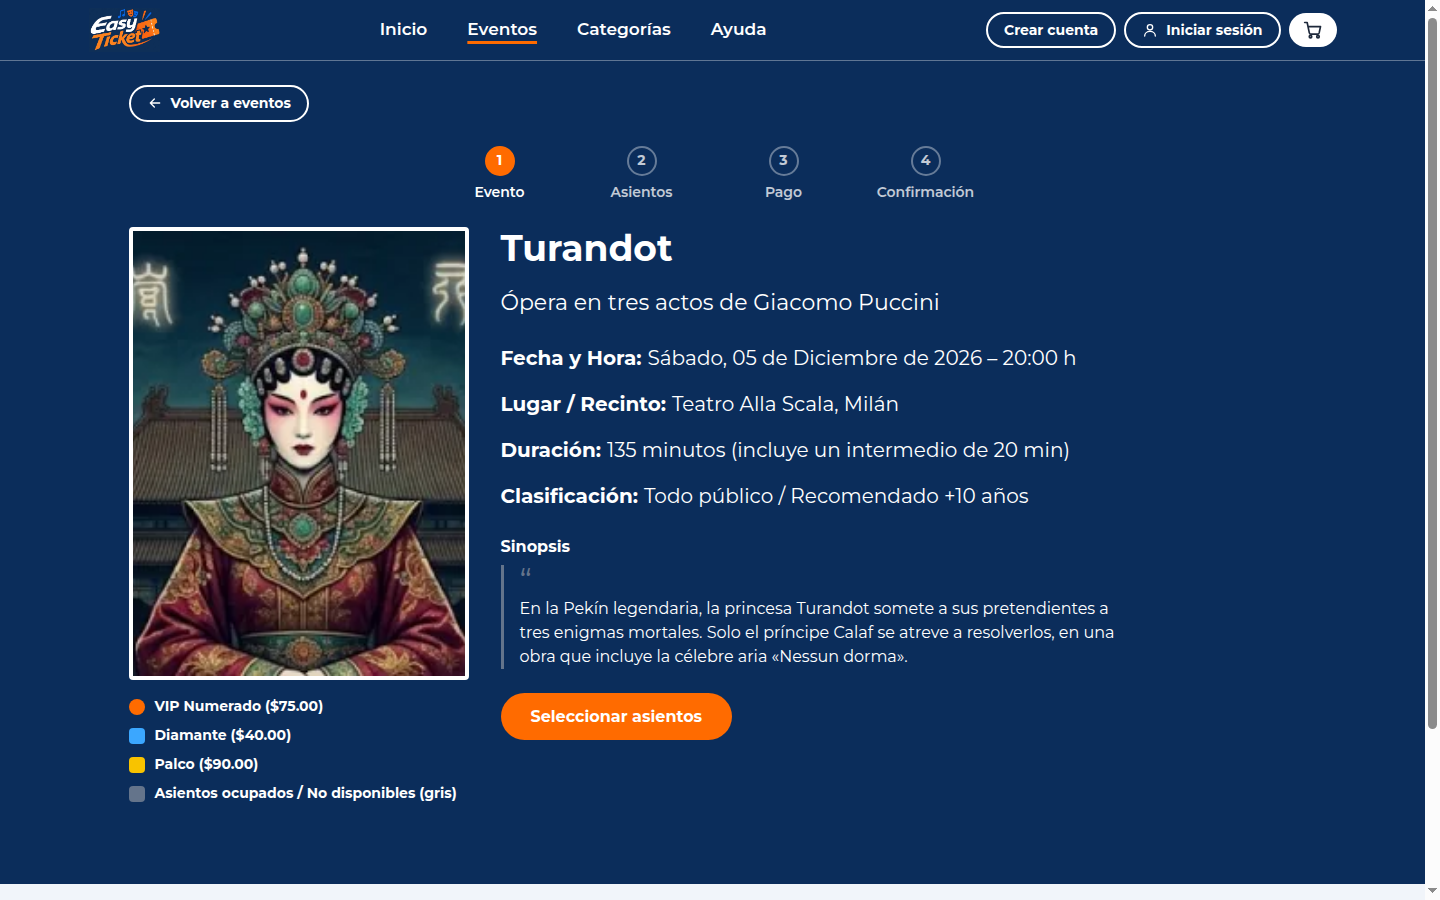 Easy
Ticket
Inicio
Eventos
Categorías
Ayuda
Crear cuenta
Iniciar sesión
← Volver a eventos
1
2
3
4
Evento
Asientos
Pago
Confirmación
Turandot
Ópera en tres actos de Giacomo Puccini
Fecha y Hora: Sábado, 05 de Diciembre de 2026 – 20:00 h
Lugar / Recinto: Teatro Alla Scala, Milán
Duración: 135 minutos (incluye un intermedio de 20 min)
Clasificación: Todo público / Recomendado +10 años
Sinopsis
“
En la Pekín legendaria, la princesa Turandot somete a sus pretendientes a
tres enigmas mortales. Solo el príncipe Calaf se atreve a resolverlos, en una
obra que incluye la célebre aria «Nessun dorma».
Seleccionar asientos
VIP Numerado ($75.00)
Diamante ($40.00)
Palco ($90.00)
Asientos ocupados / No disponibles (gris)